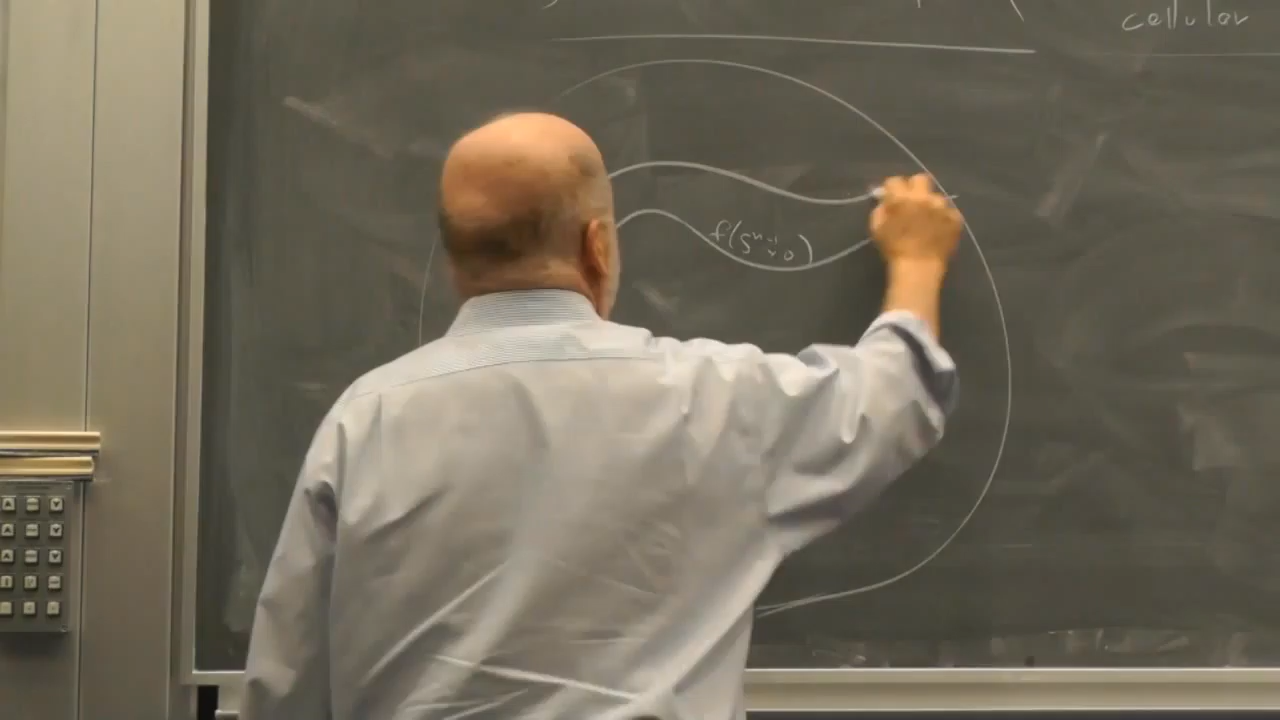 cellular
f(S^{n-1} × 0)